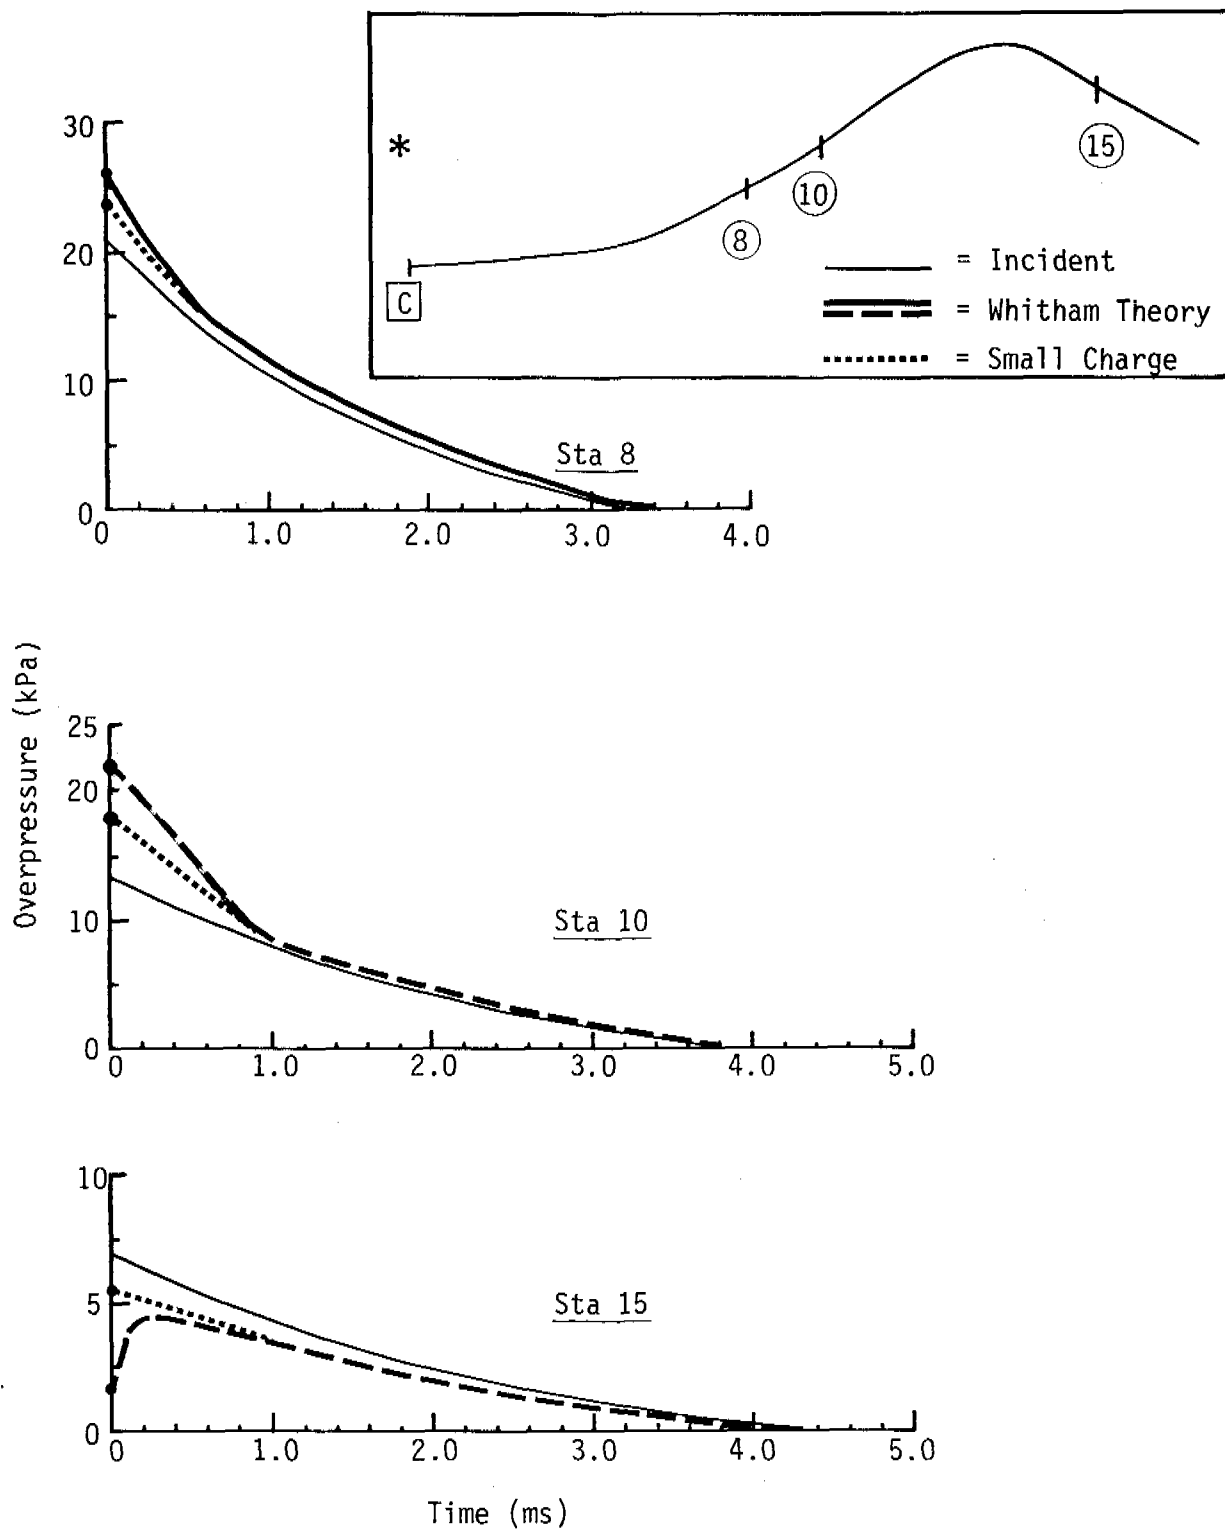 *
C
8
10
15
= Incident
= Whitham Theory
= Small Charge
30
20
10
0
0 1.0 2.0 3.0 4.0
Sta 8
Overpressure (kPa)
25
20
10
0
0 1.0 2.0 3.0 4.0 5.0
Sta 10
10
5
0
0 1.0 2.0 3.0 4.0 5.0
Sta 15
Time (ms)